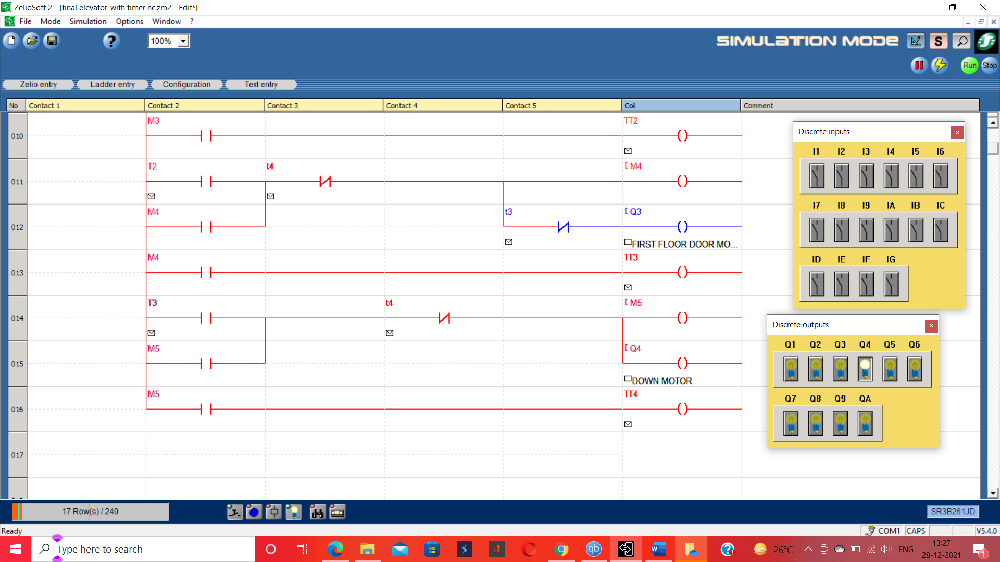 ZelioSoft 2 - [final elevator_with timer nc.zm2 - Edit*]
File Mode Simulation Options Window ?
100%
SIMULATION MODE
S
Run Stop
Zelio entry Ladder entry Configuration Text entry
No Contact 1 Contact 2 Contact 3 Contact 4 Contact 5 Coil Comment
M3 TT2
010
T2 t4 [ M4
011
M4 t3 [ Q3
012
FIRST FLOOR DOOR MO...
M4 TT3
013
T3 t4 [ M5
014
M5 [ Q4
015
DOWN MOTOR
M5 TT4
016
017
Discrete inputs
I1 I2 I3 I4 I5 I6
I7 I8 I9 IA IB IC
ID IE IF IG
Discrete outputs
Q1 Q2 Q3 Q4 Q5 Q6
Q7 Q8 Q9 QA
17 Row(s) / 240
SR3B261JD
Ready
COM1 CAPS V5.4.0
Type here to search
qb
26°C
ENG
13:27
28-12-2021
1